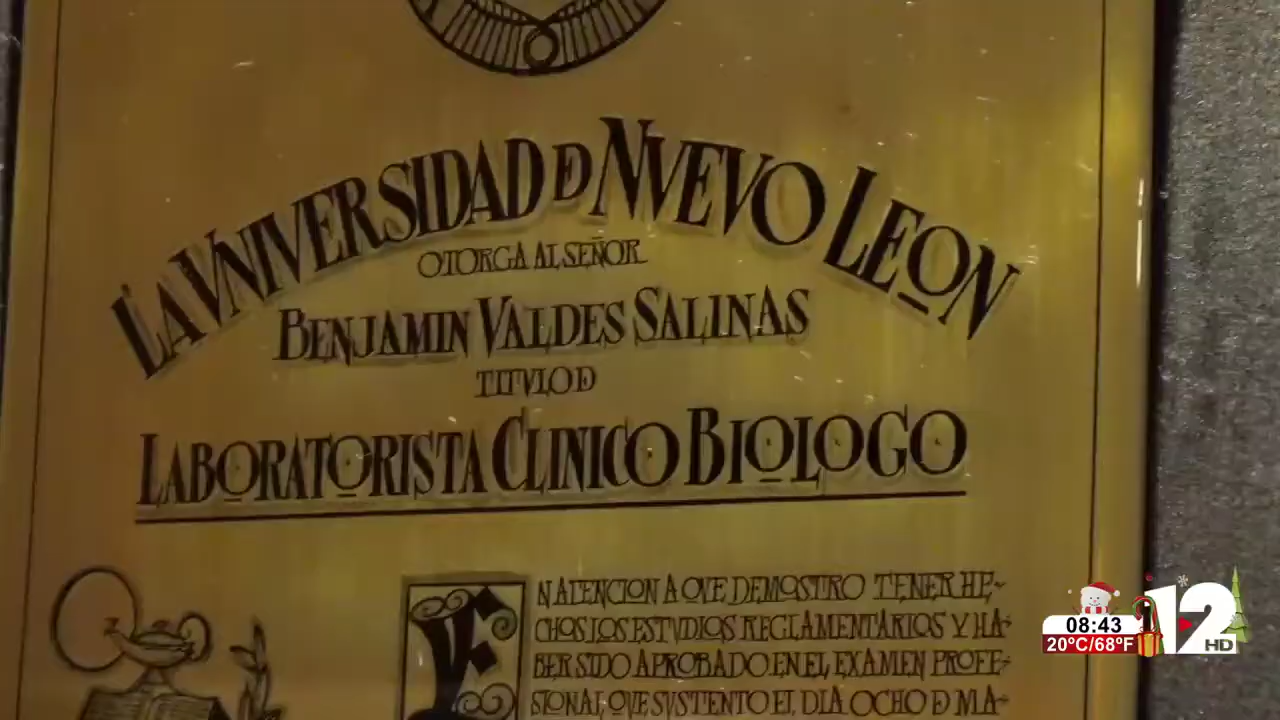 LA VNIVERSIDAD D NVEVO LEON
OTORGA AL SEÑOR
BENJAMIN VALDES SALINAS
TITVLO D
LABORATORISTA CLINICO BIOLOGO
EN ATENCION A QVE DEMOSTRO TENER HE-
CHOS LOS ESTVDIOS REGLAMENTARIOS Y HA-
BER SIDO APROBADO EN EL EXAMEN PROFE-
SIONAL QVE SVSTENTO EL DIA OCHO D MA-
08:43
20°C/68°F
12
HD